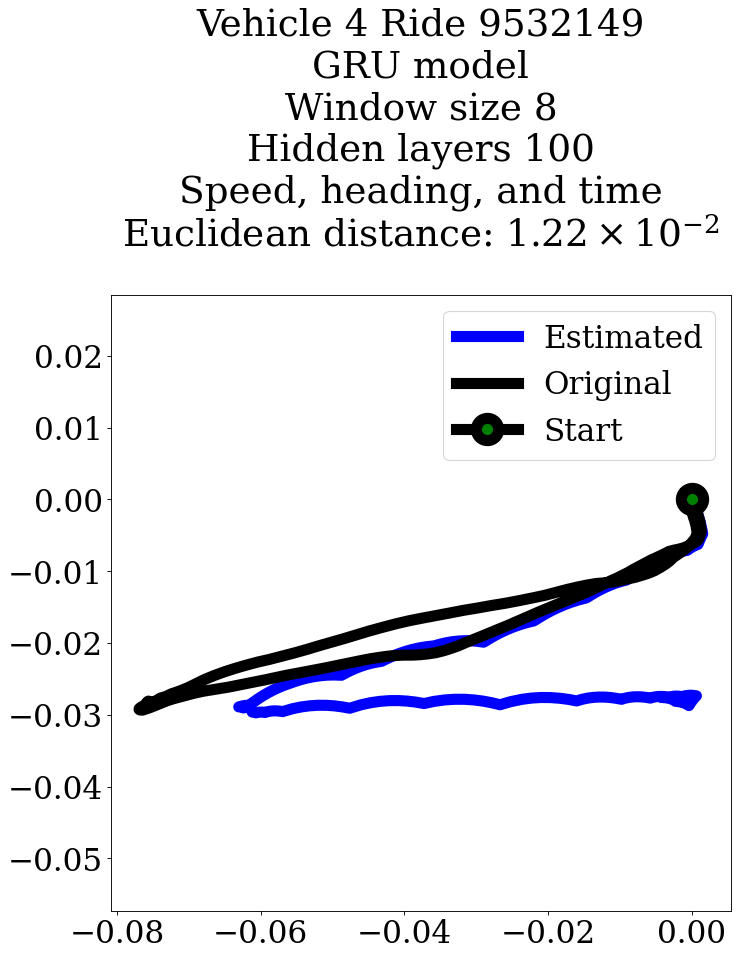 Vehicle 4 Ride 9532149
GRU model
Window size 8
Hidden layers 100
Speed, heading, and time
Euclidean distance: 1.22 × 10⁻²
Estimated
Original
Start
0.02
0.01
0.00
−0.01
−0.02
−0.03
−0.04
−0.05
−0.08 −0.06 −0.04 −0.02 0.00